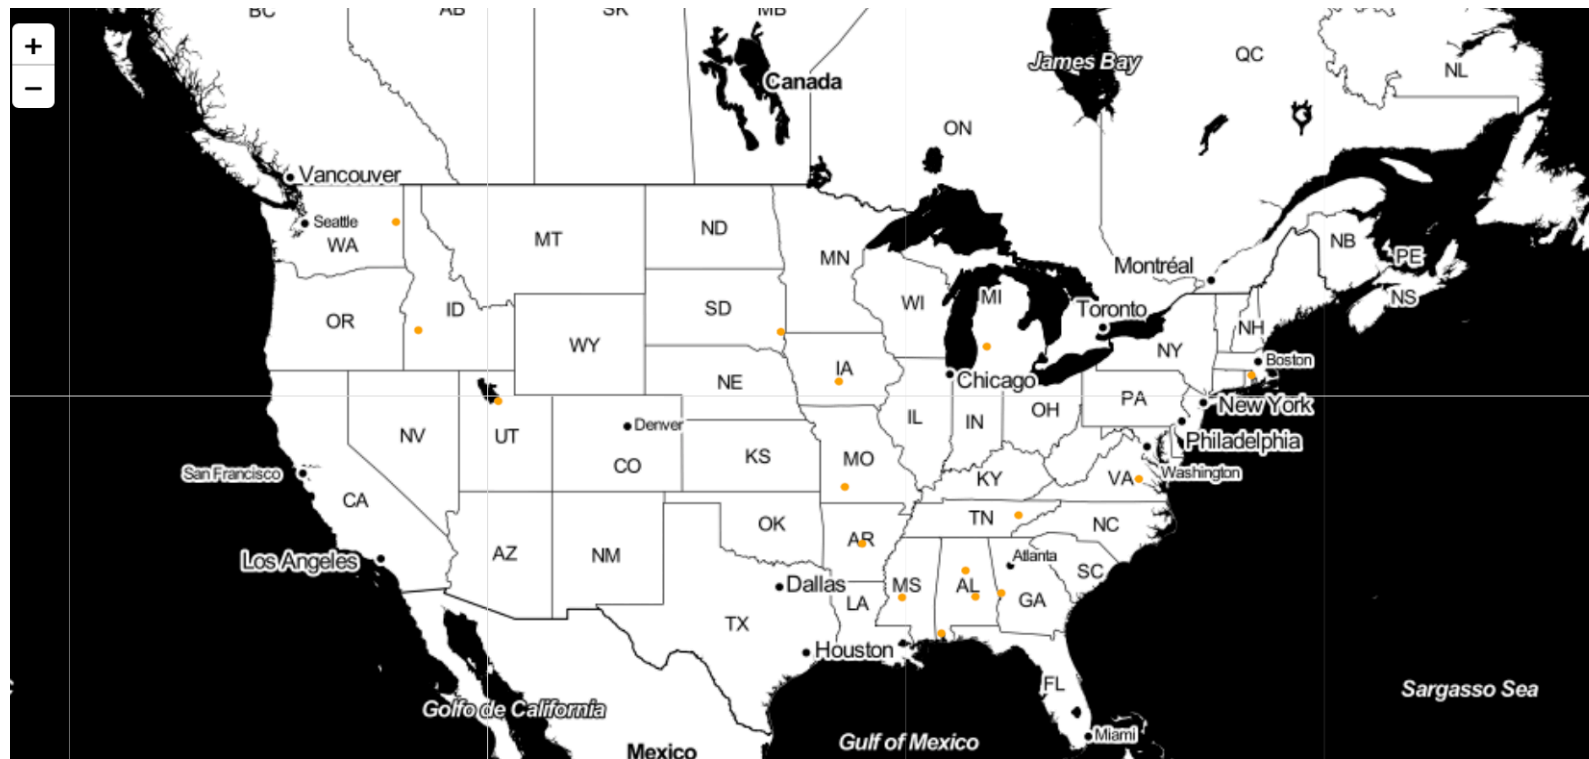 BC AB SK MB
+
−
James Bay
QC
NL
Canada
ON
Vancouver
Seattle
WA
MT
ND
MN
NB
PE
Montréal
NS
OR
ID
SD
WI
MI
Toronto
NH
WY
NY
Boston
NE
IA
Chicago
PA
New York
NV
UT
Denver
IL
IN
OH
Philadelphia
San Francisco
CO
KS
MO
KY
VA
Washington
CA
OK
TN
NC
Los Angeles
AZ
NM
AR
Atlanta
SC
Dallas
LA
MS
AL
GA
TX
Houston
FL
Sargasso Sea
Golfo de California
Miami
Gulf of Mexico
Mexico